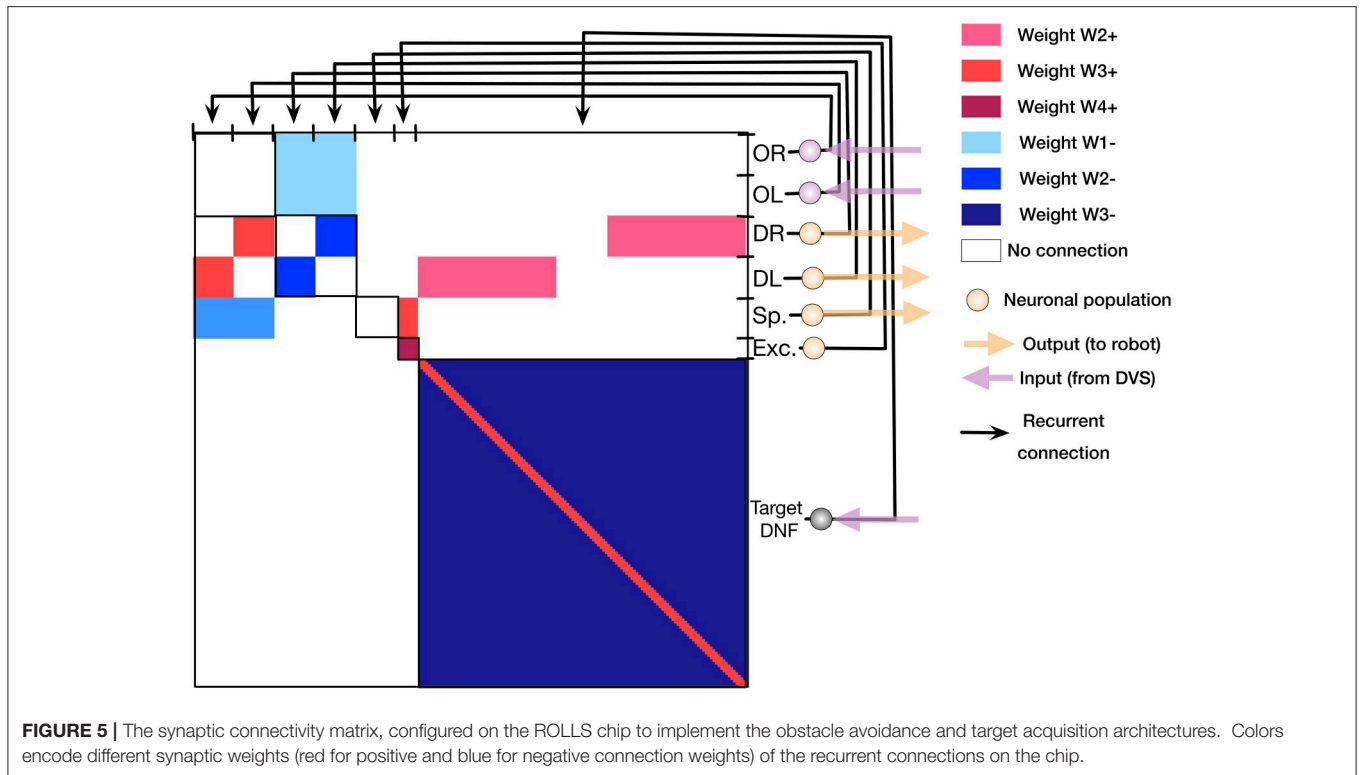 Weight W2+
Weight W3+
Weight W4+
Weight W1-
Weight W2-
Weight W3-
No connection
Neuronal population
Output (to robot)
Input (from DVS)
Recurrent
connection
OR
OL
DR
DL
Sp.
Exc.
Target
DNF
FIGURE 5 | The synaptic connectivity matrix, configured on the ROLLS chip to implement the obstacle avoidance and target acquisition architectures. Colors
encode different synaptic weights (red for positive and blue for negative connection weights) of the recurrent connections on the chip.